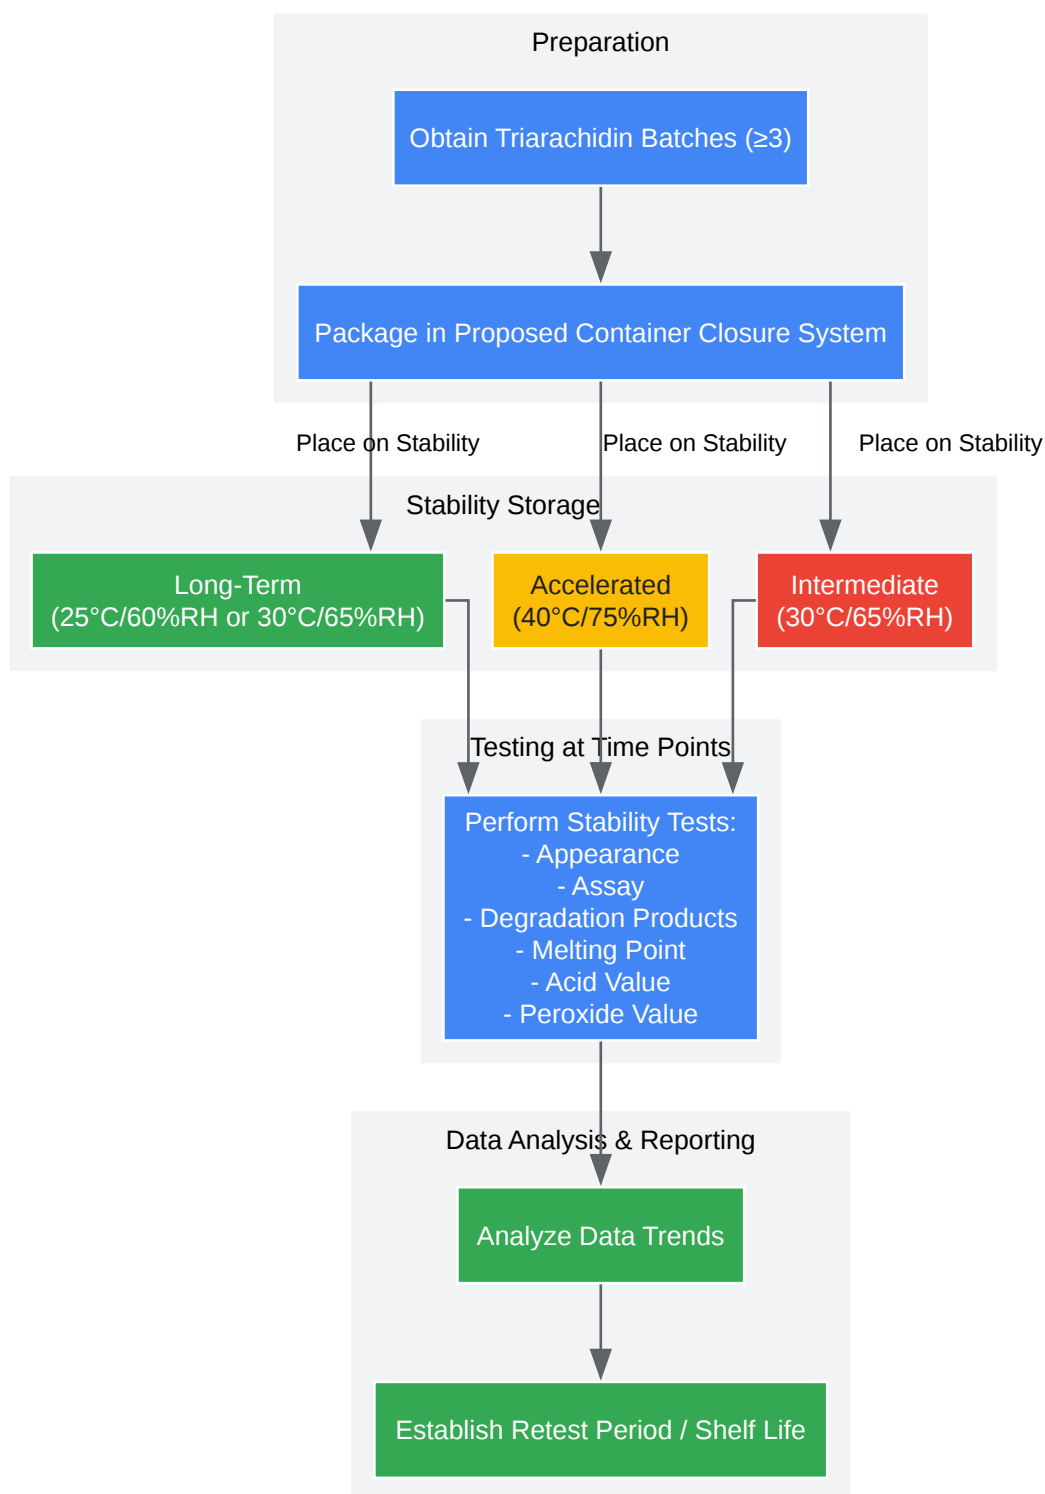 Preparation
Obtain Triarachidin Batches (≥3)
Package in Proposed Container Closure System
Place on Stability
Place on Stability
Place on Stability
Stability Storage
Long-Term
(25°C/60%RH or 30°C/65%RH)
Accelerated
(40°C/75%RH)
Intermediate
(30°C/65%RH)
Testing at Time Points
Perform Stability Tests:
- Appearance
- Assay
- Degradation Products
- Melting Point
- Acid Value
- Peroxide Value
Data Analysis & Reporting
Analyze Data Trends
Establish Retest Period / Shelf Life